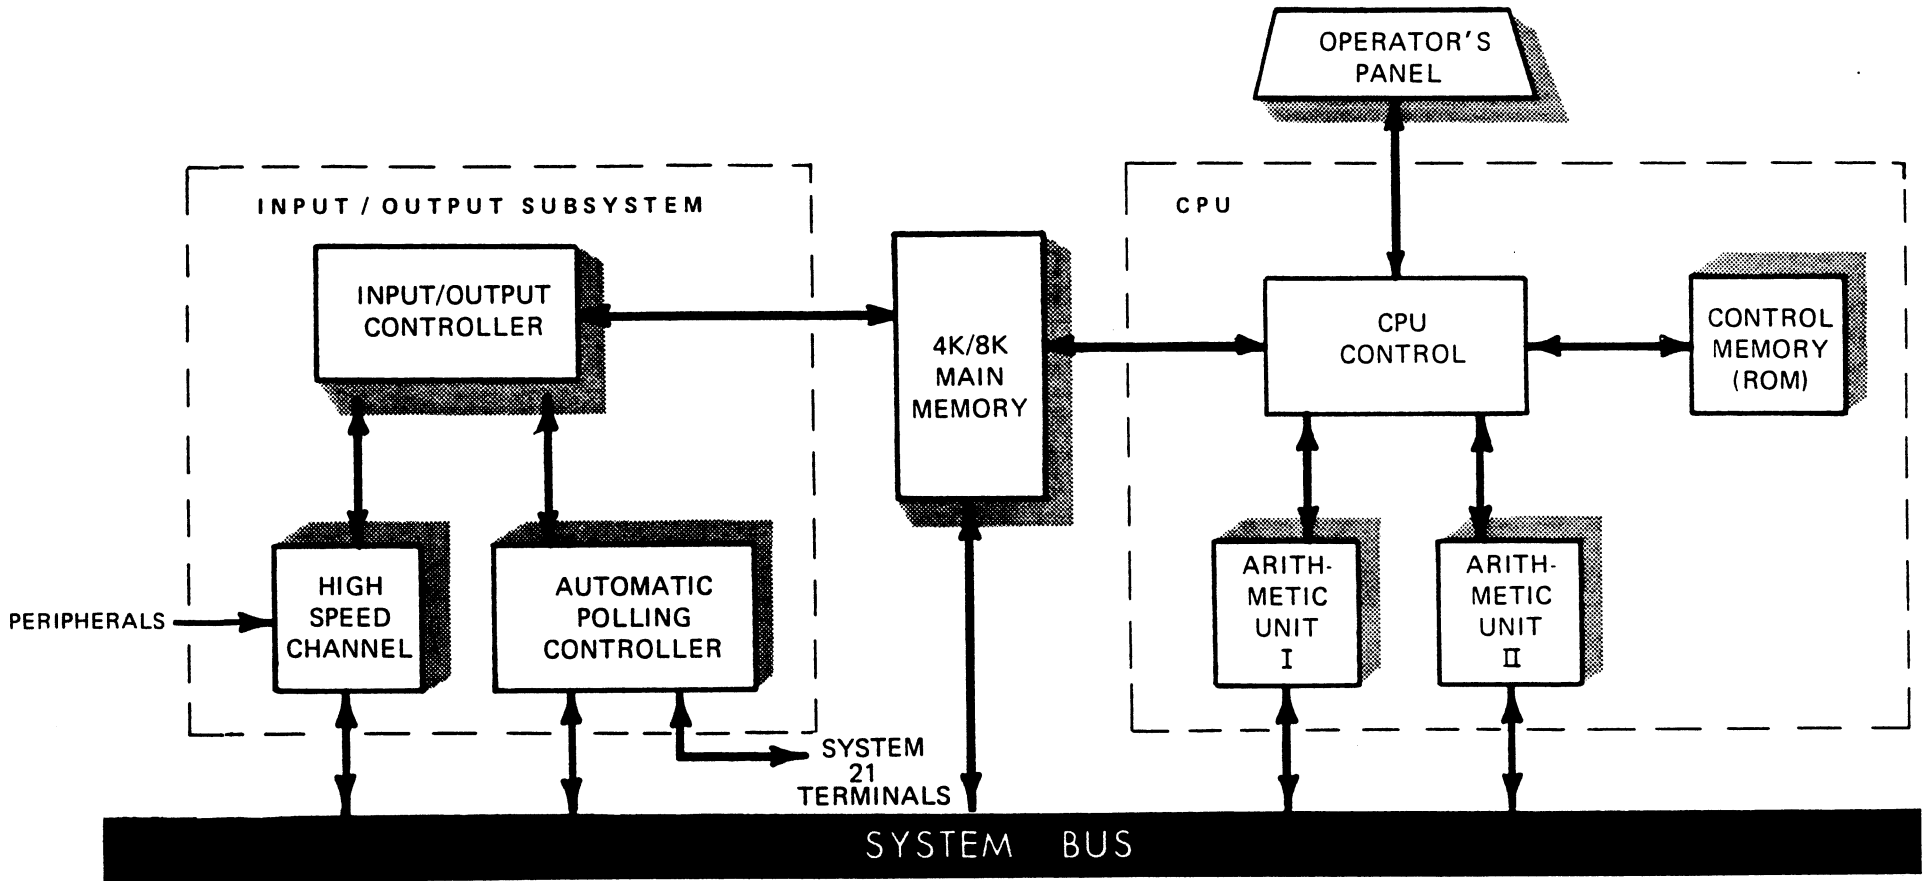 OPERATOR'S
PANEL
INPUT / OUTPUT SUBSYSTEM
CPU
INPUT/OUTPUT
CONTROLLER
4K/8K
MAIN
MEMORY
CPU
CONTROL
CONTROL
MEMORY
(ROM)
PERIPHERALS
HIGH
SPEED
CHANNEL
AUTOMATIC
POLLING
CONTROLLER
ARITH-
METIC
UNIT
I
ARITH-
METIC
UNIT
II
SYSTEM
21
TERMINALS
SYSTEM BUS